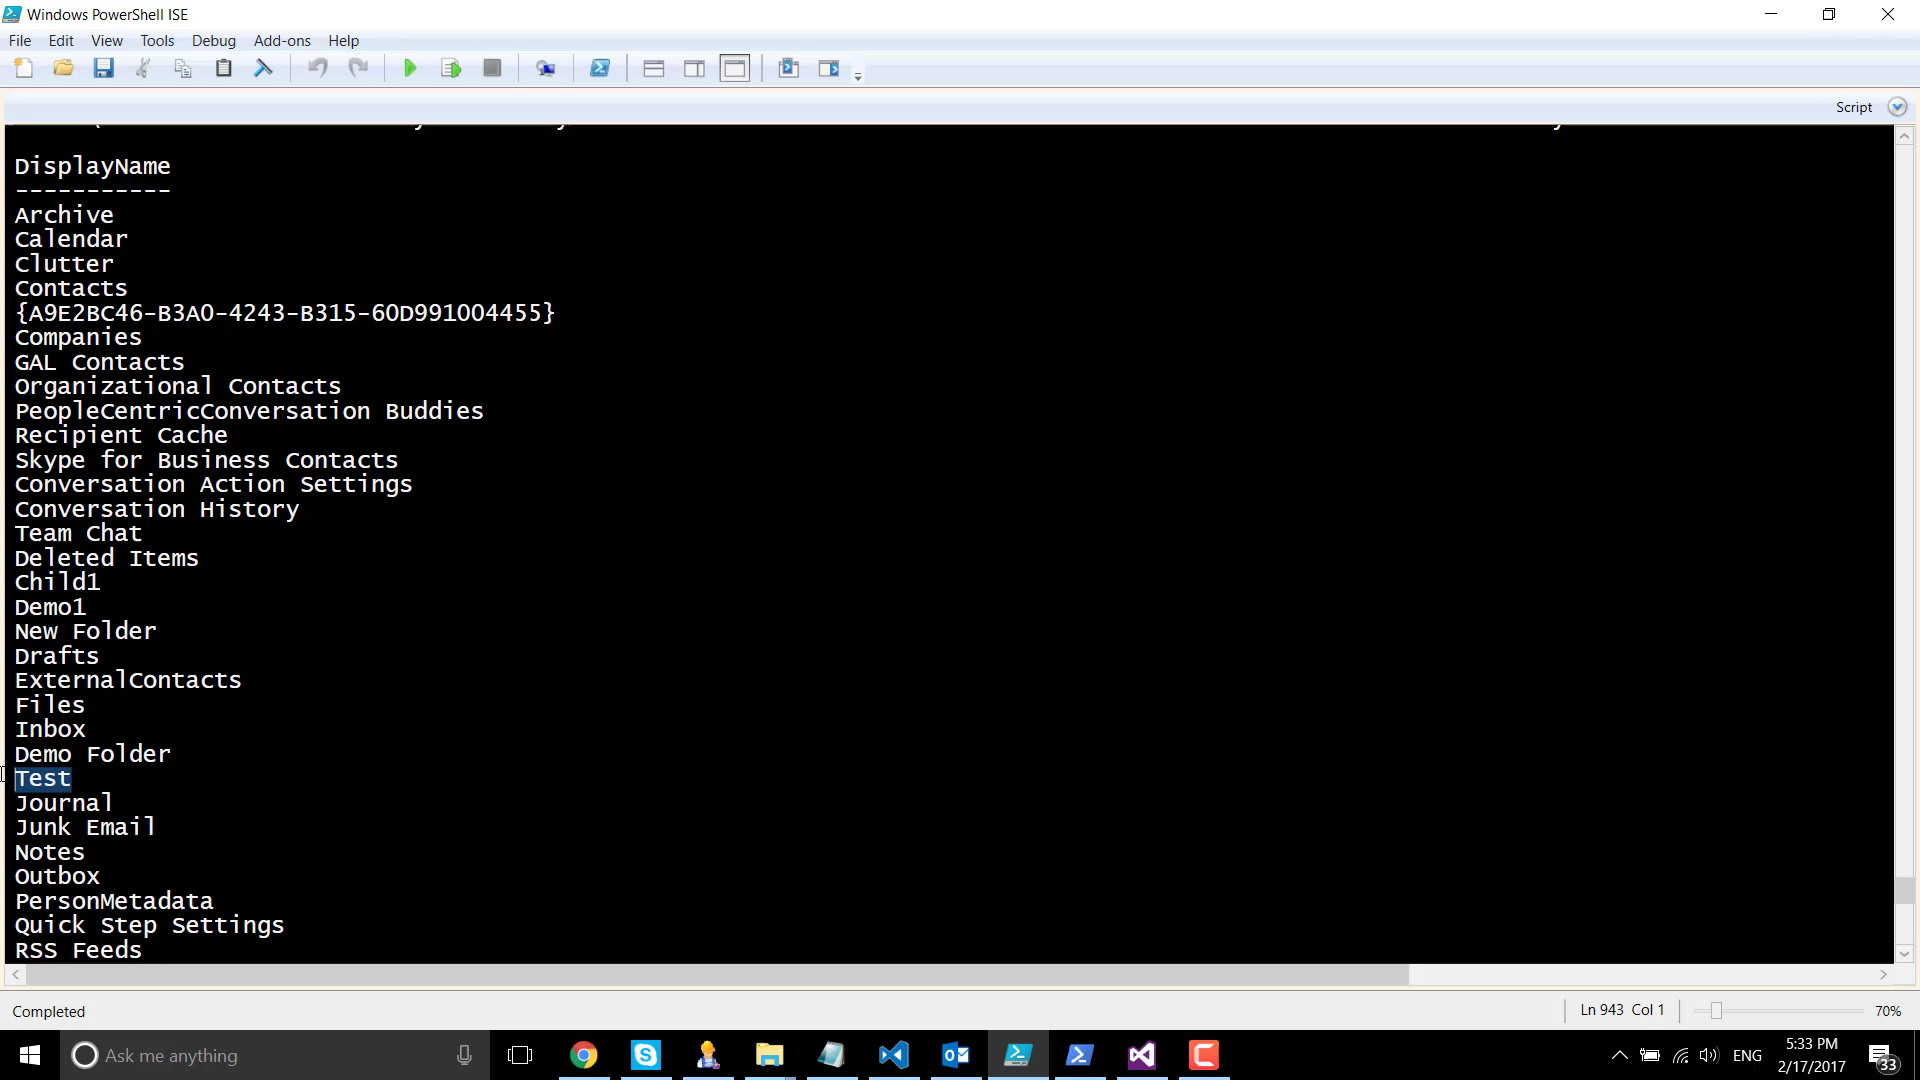 Windows PowerShell ISE
File Edit View Tools Debug Add-ons Help
Script
DisplayName
-----------
Archive
Calendar
Clutter
Contacts
{A9E2BC46-B3A0-4243-B315-60D991004455}
Companies
GAL Contacts
Organizational Contacts
PeopleCentricConversation Buddies
Recipient Cache
Skype for Business Contacts
Conversation Action Settings
Conversation History
Team Chat
Deleted Items
Child1
Demo1
New Folder
Drafts
ExternalContacts
Files
Inbox
Demo Folder
Test
Journal
Junk Email
Notes
Outbox
PersonMetadata
Quick Step Settings
RSS Feeds
Completed
Ln 943 Col 1
70%
Ask me anything
ENG
5:33 PM
2/17/2017
33